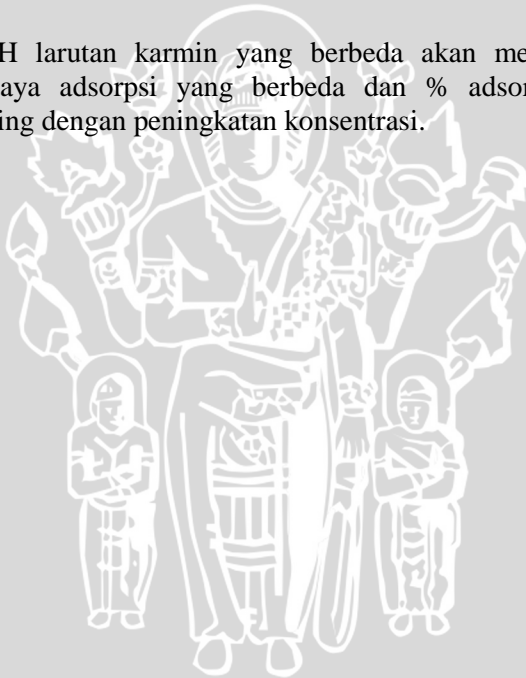 H larutan karmin yang berbeda akan me
aya adsorpsi yang berbeda dan % adsor
ing dengan peningkatan konsentrasi.